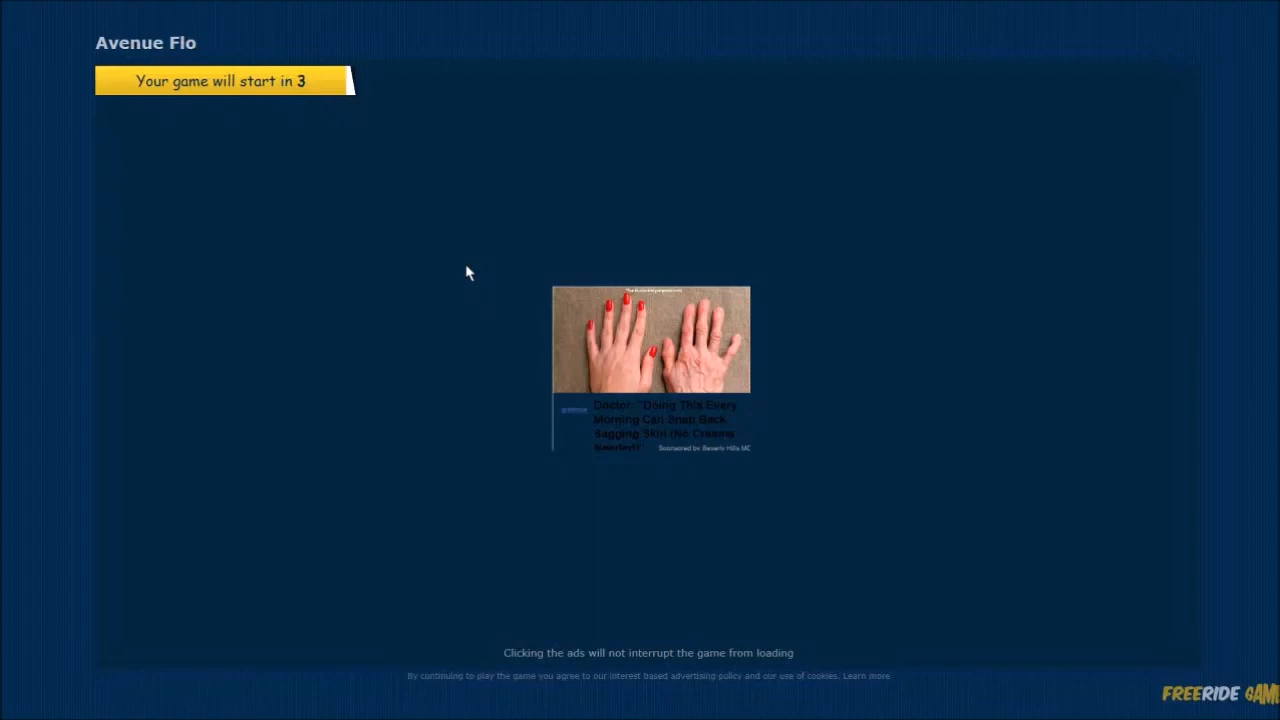 Avenue Flo
Your game will start in 3
Doctor: "Doing This Every
Morning Can Snap Back
Sagging Skin (No Creams
Sponsored by Beverly Hills MC
Clicking the ads will not interrupt the game from loading
By continuing to play the game you agree to our interest based advertising policy and our use of cookies. Learn more
FREERIDE GAM